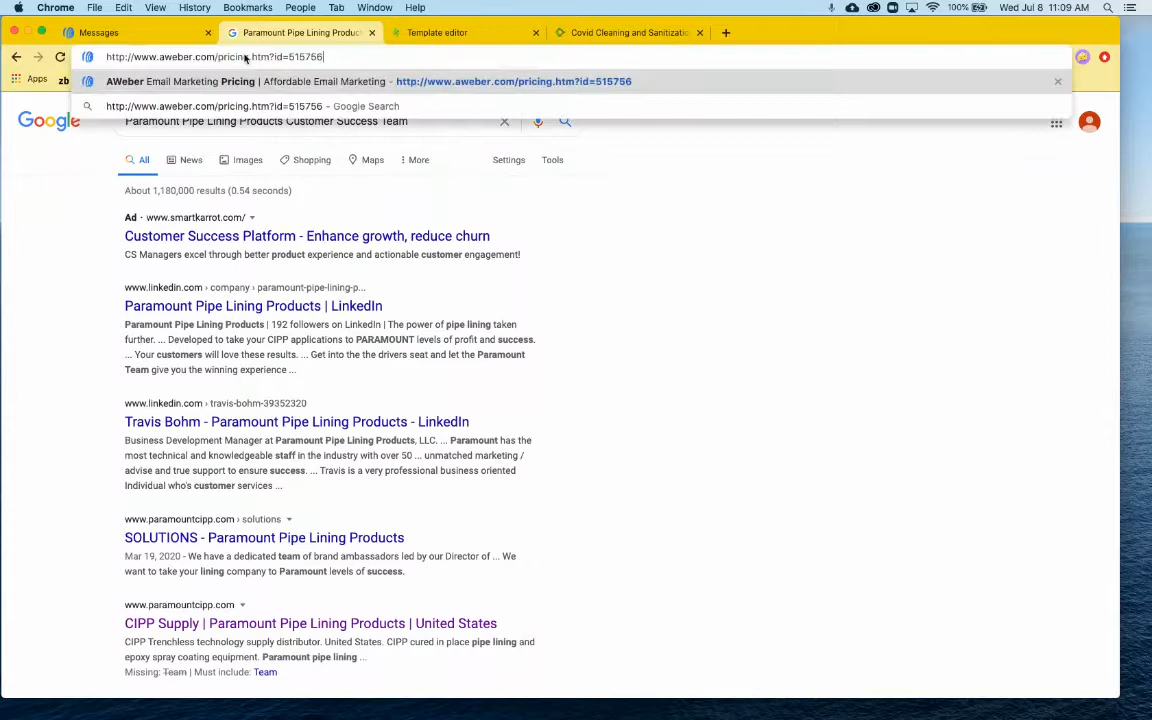 Chrome File Edit View History Bookmarks People Tab Window Help 100% Wed Jul 8 11:09 AM
Messages Paramount Pipe Lining Produc Template editor Covid Cleaning and Sanitizatio
http://www.aweber.com/pricing.htm?id=515756
Apps zb
AWeber Email Marketing Pricing | Affordable Email Marketing - http://www.aweber.com/pricing.htm?id=515756
http://www.aweber.com/pricing.htm?id=515756 - Google Search
Google Paramount Pipe Lining Products Customer Success Team
All News Images Shopping Maps More Settings Tools
About 1,180,000 results (0.54 seconds)
Ad · www.smartkarrot.com/
Customer Success Platform - Enhance growth, reduce churn
CS Managers excel through better product experience and actionable customer engagement!
www.linkedin.com › company › paramount-pipe-lining-p...
Paramount Pipe Lining Products | LinkedIn
Paramount Pipe Lining Products | 192 followers on LinkedIn | The power of pipe lining taken
further. ... Developed to take your CIPP applications to PARAMOUNT levels of profit and success.
... Your customers will love these results. ... Get into the the drivers seat and let the Paramount
Team give you the winning experience ...
www.linkedin.com › travis-bohm-39352320
Travis Bohm - Paramount Pipe Lining Products - LinkedIn
Business Development Manager at Paramount Pipe Lining Products, LLC. ... Paramount has the
most technical and knowledgeable staff in the industry with over 50 ... unmatched marketing /
advise and true support to ensure success. ... Travis is a very professional business oriented
Individual who's customer services ...
www.paramountcipp.com › solutions
SOLUTIONS - Paramount Pipe Lining Products
Mar 19, 2020 - We have a dedicated team of brand ambassadors led by our Director of ... We
want to take your lining company to Paramount levels of success.
www.paramountcipp.com
CIPP Supply | Paramount Pipe Lining Products | United States
CIPP Trenchless technology supply distributor. United States. CIPP cured in place pipe lining and
epoxy spray coating equipment. Paramount pipe lining ...
Missing: Team | Must include: Team